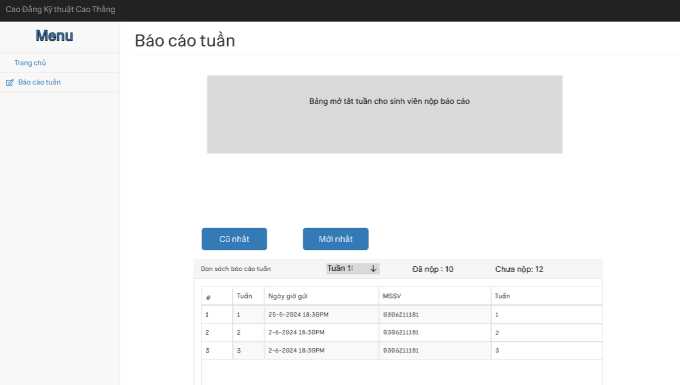 Cao Đẳng Kỹ thuật Cao Thắng
Menu
Báo cáo tuần
Trang chủ
Báo cáo tuần
Bảng mở tắt tuần cho sinh viên nộp báo cáo
Cũ nhất
Mới nhất
Dan sách báo cáo tuần
Tuần 1: ↓
Đã nộp : 10
Chưa nộp: 12
# Tuần Ngày giờ gửi MSSV Tuần
1 1 25-5-2024 18:30PM 0306211181 1
2 2 2-6-2024 18:30PM 0306211181 2
3 3 2-6-2024 18:30PM 0306211181 3